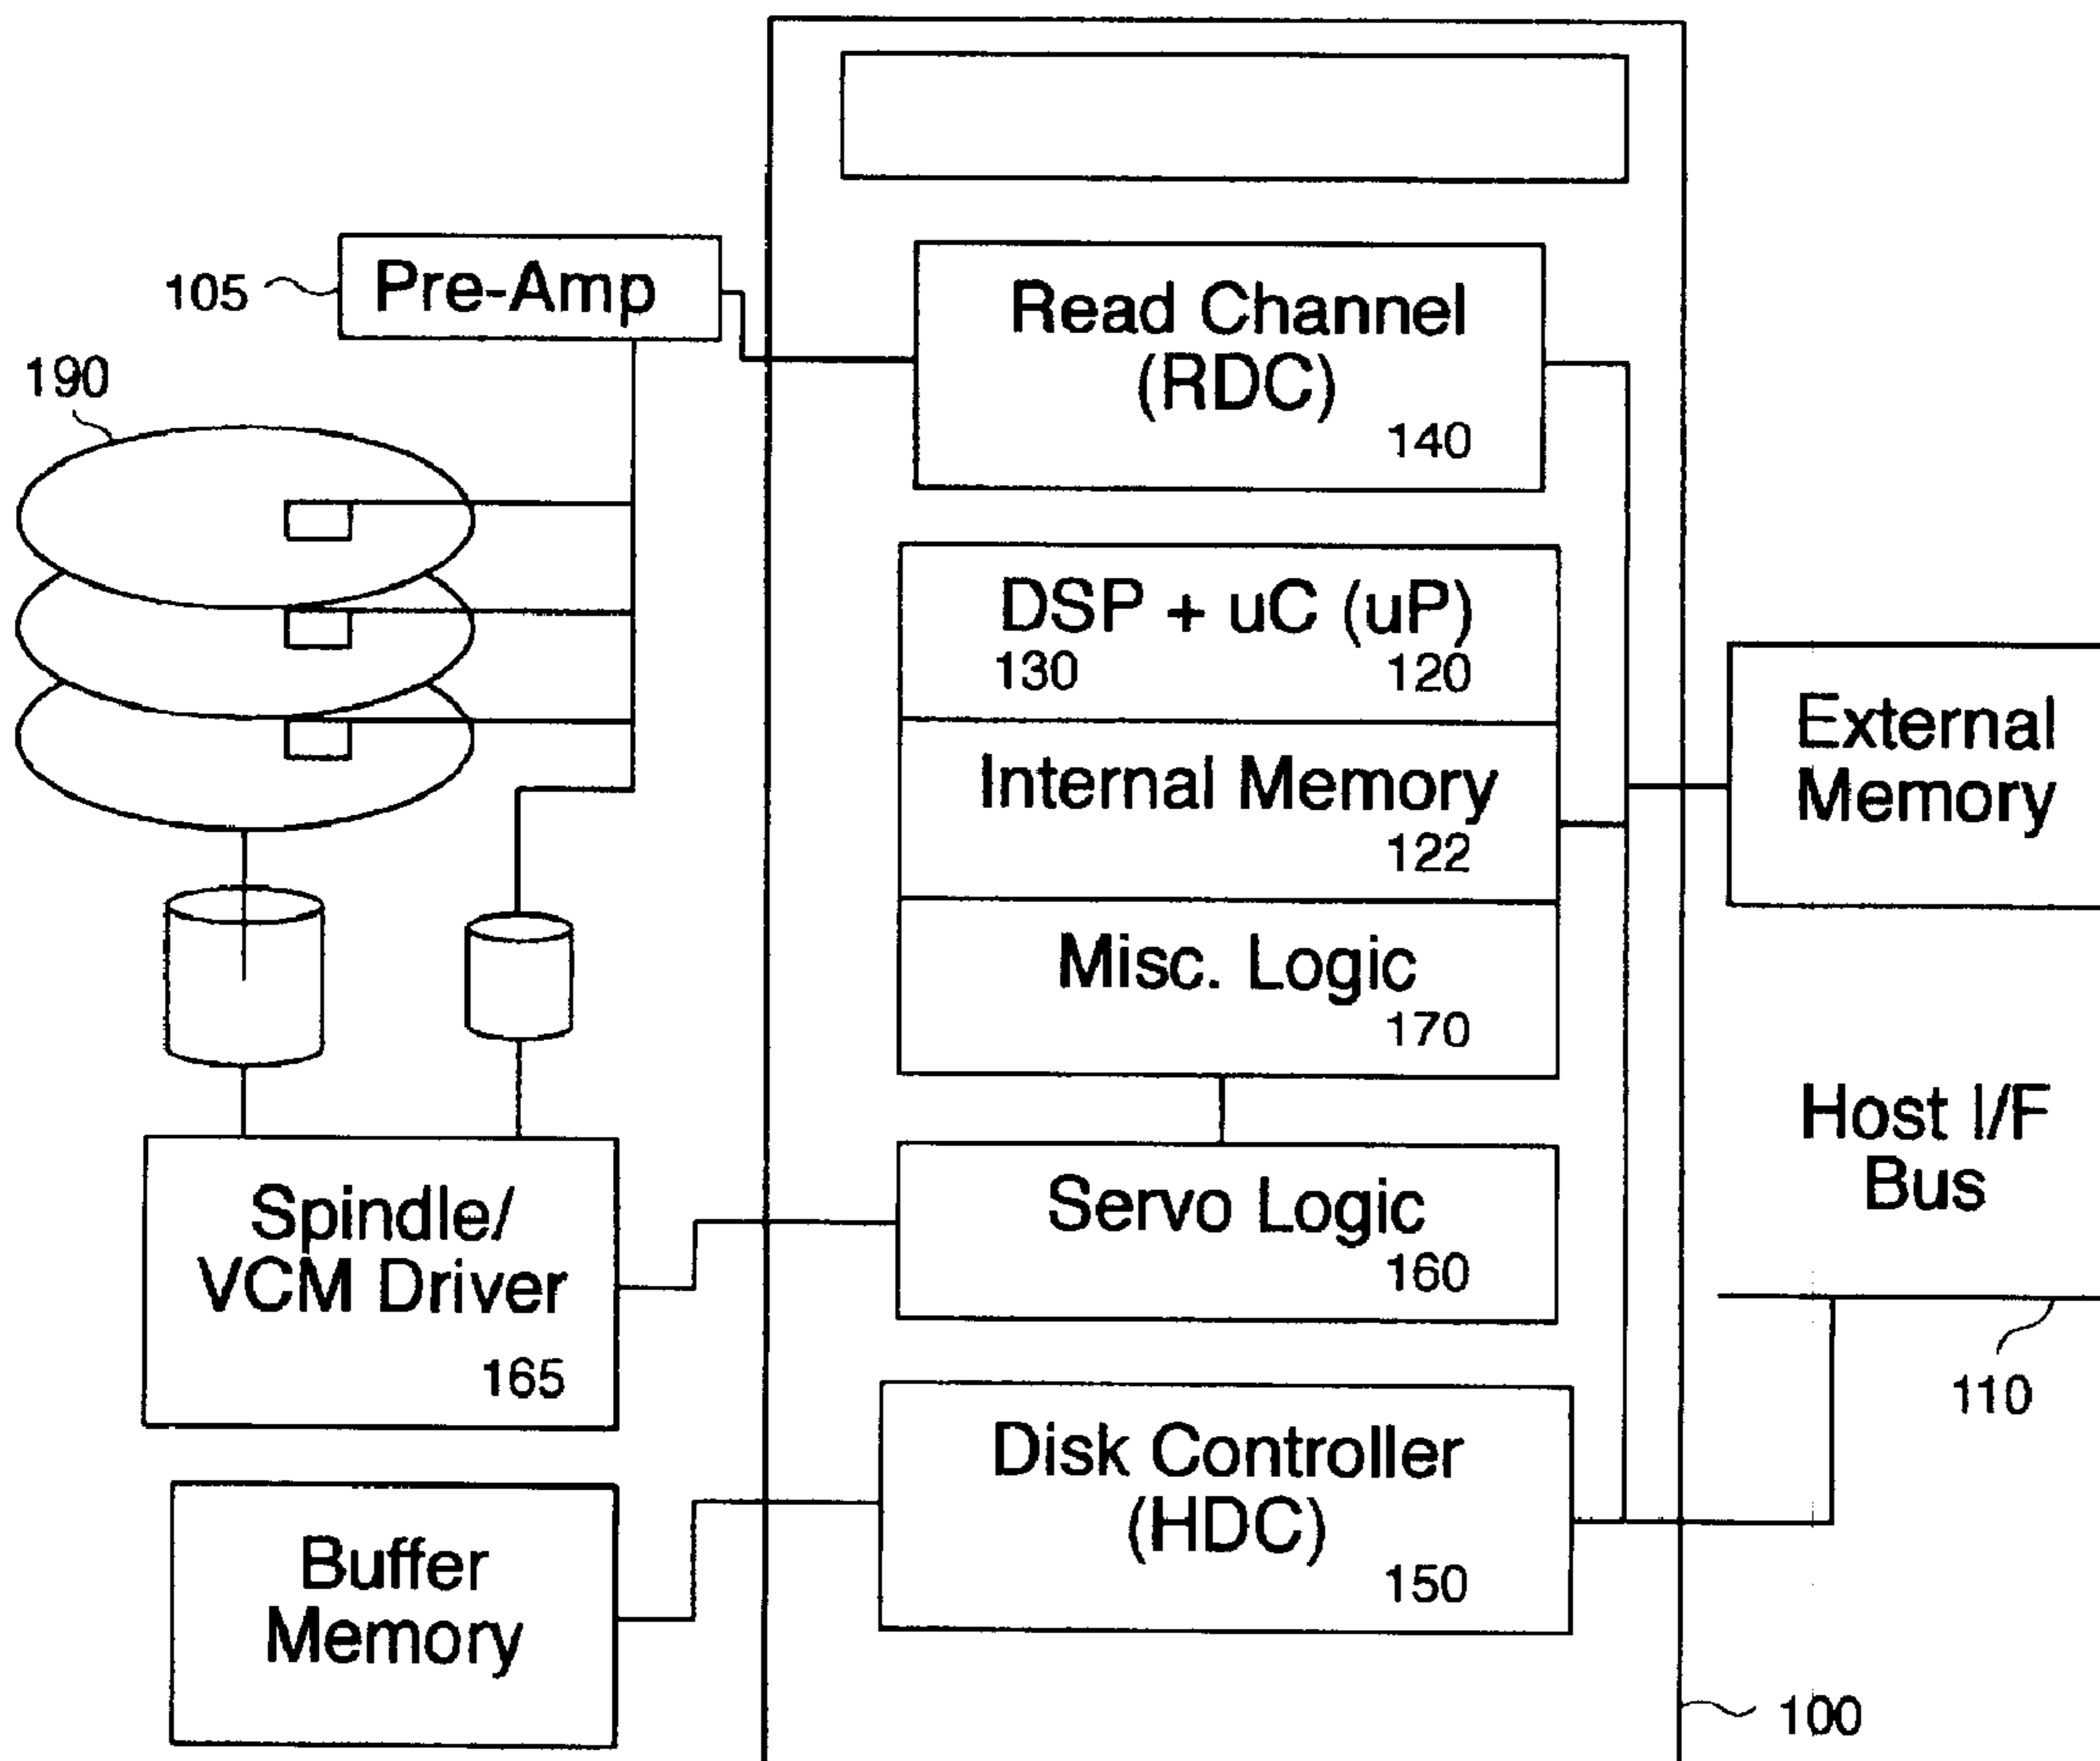 105
Pre-Amp
190
Read Channel
(RDC)
140
DSP + uC (uP)
130
120
Internal Memory
122
Misc. Logic
170
External
Memory
Host I/F
Bus
110
Servo Logic
160
Spindle/
VCM Driver
165
Disk Controller
(HDC)
150
Buffer
Memory
100